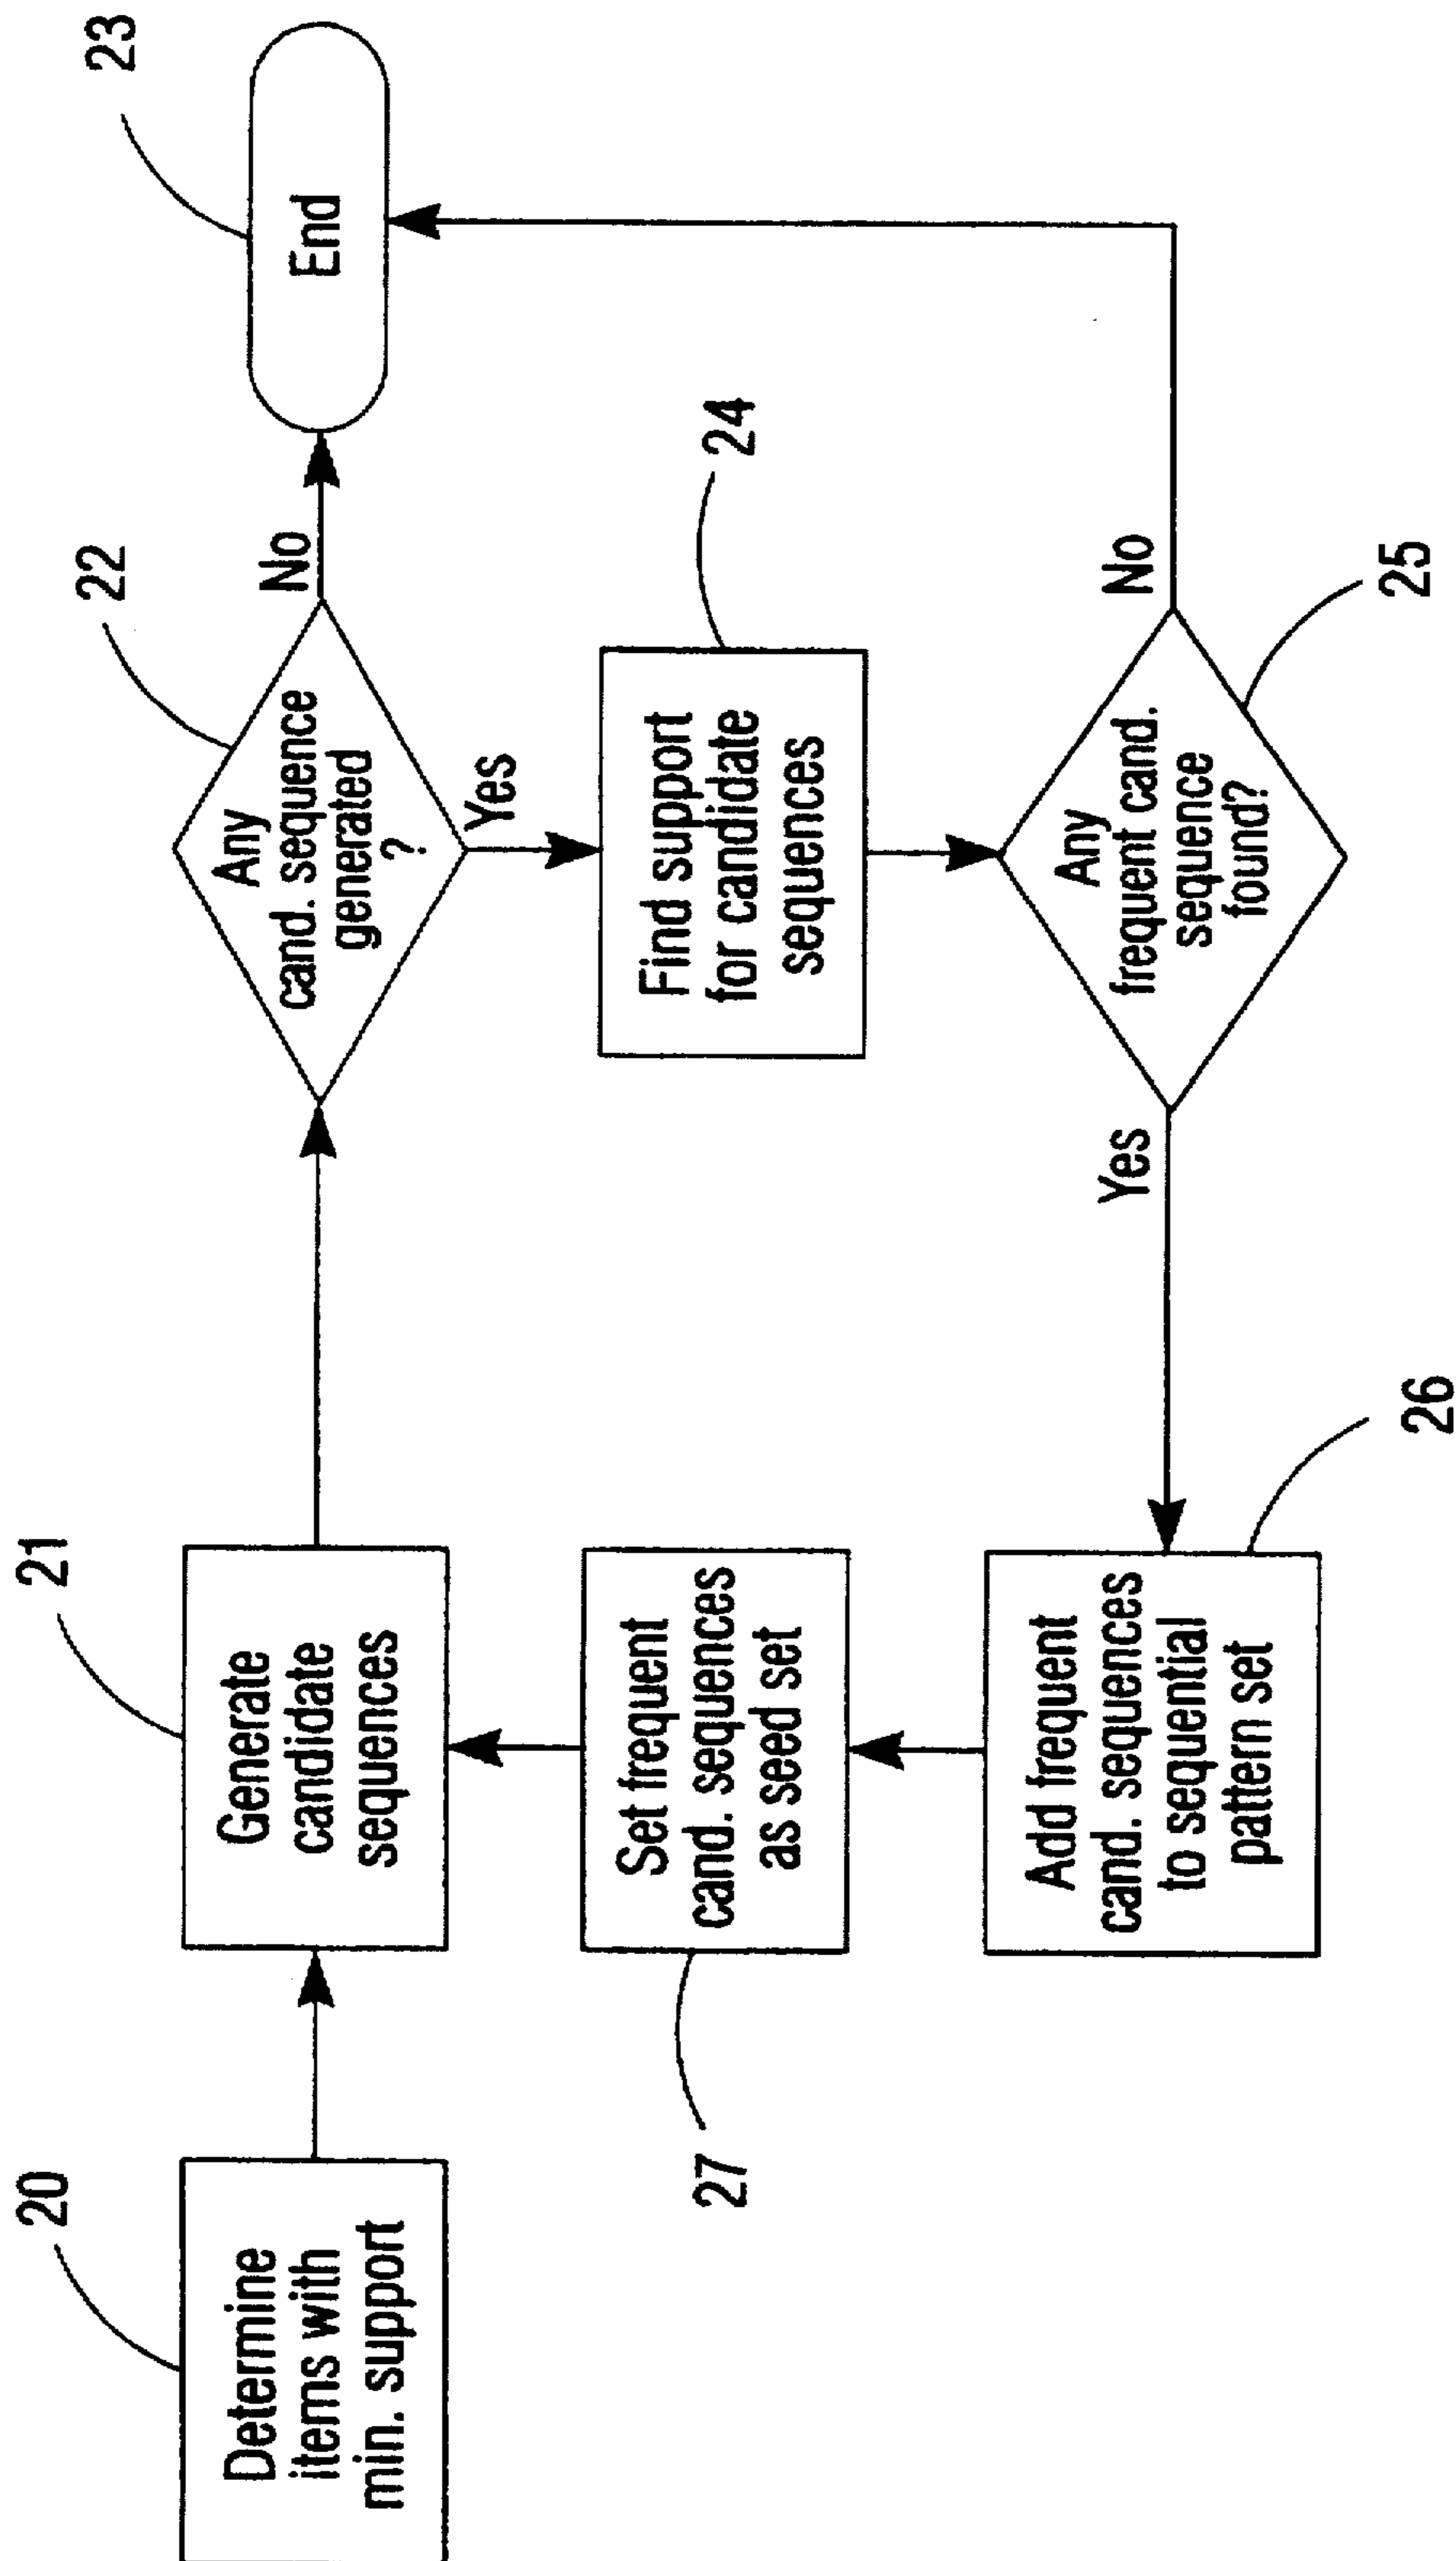 20
Determine
items with
min. support
21
Generate
candidate
sequences
22
Any
cand. sequence
generated
?
No
23
End
Yes
24
Find support
for candidate
sequences
Any
frequent cand.
sequence
found?
25
No
Yes
26
Add frequent
cand. sequences
to sequential
pattern set
27
Set frequent
cand. sequences
as seed set